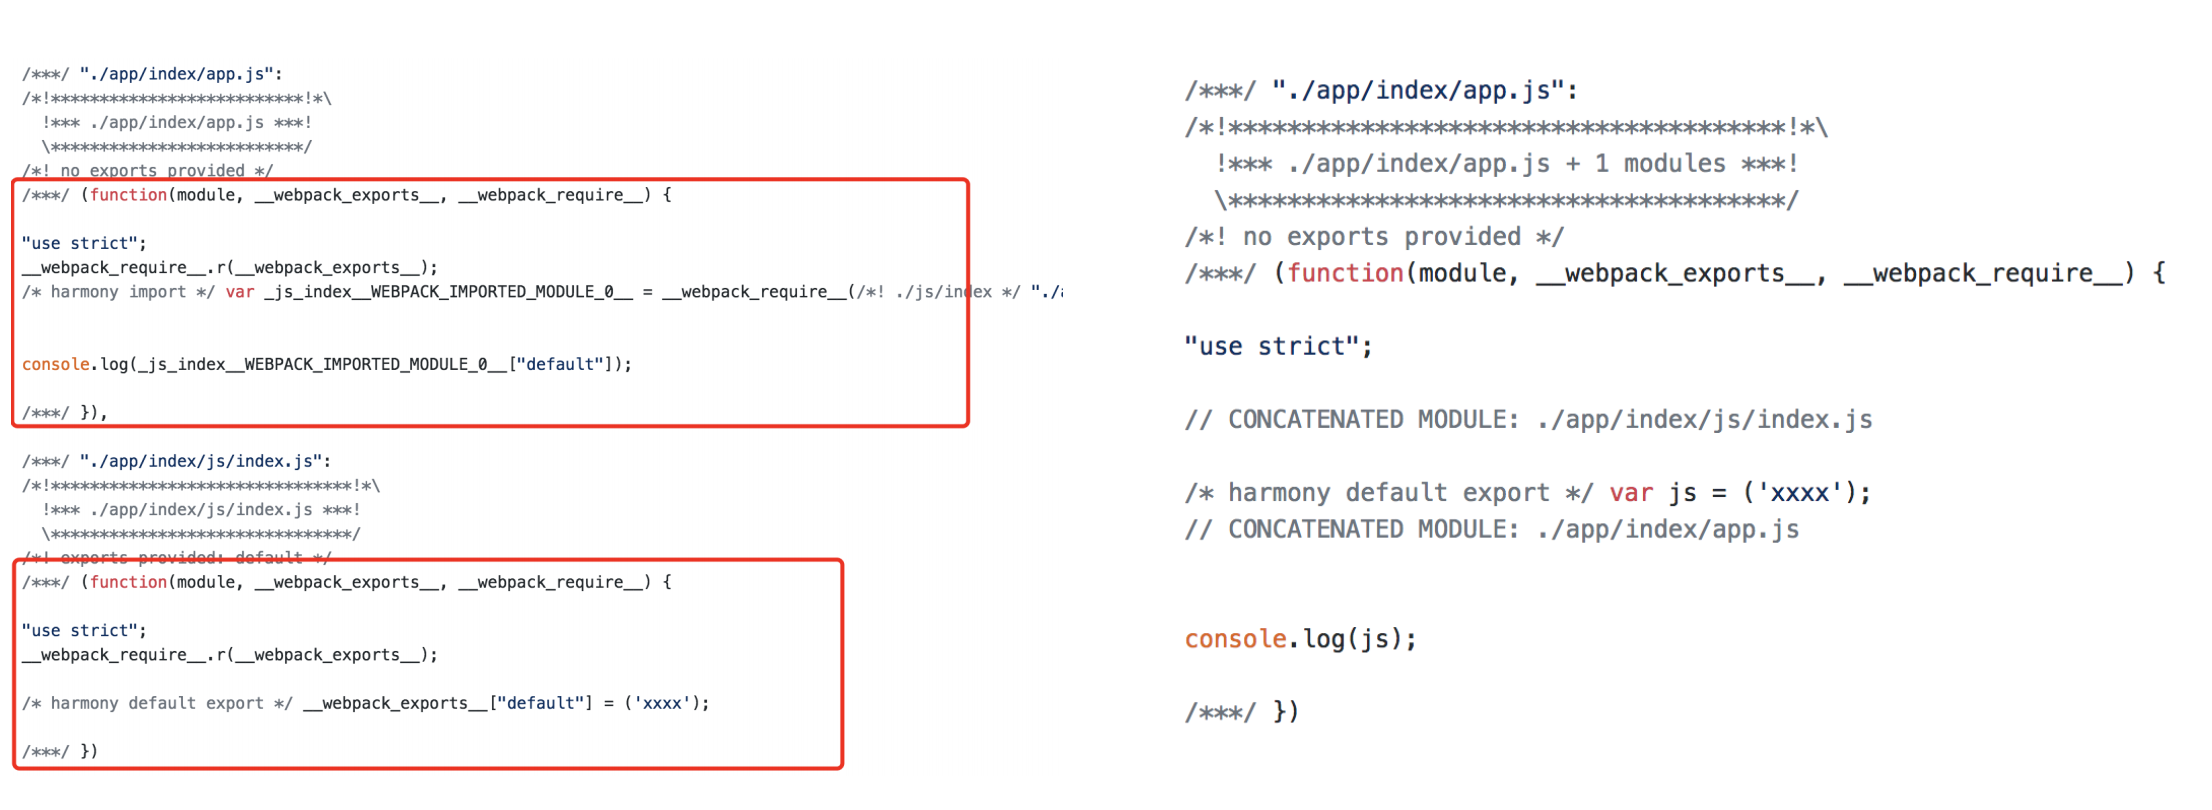 /***/ "./app/index/app.js":
/*!**************************!*\
  !*** ./app/index/app.js ***!
  \**************************/
/*! no exports provided */
/***/ (function(module, __webpack_exports__, __webpack_require__) {
"use strict";
__webpack_require__.r(__webpack_exports__);
/* harmony import */ var _js_index__WEBPACK_IMPORTED_MODULE_0__ = __webpack_require__(/*! ./js/index */ "./
console.log(_js_index__WEBPACK_IMPORTED_MODULE_0__["default"]);
/***/ }),
/***/ "./app/index/js/index.js":
/*!*******************************!*\
  !*** ./app/index/js/index.js ***!
  \*******************************/
/*! exports provided: default */
/***/ (function(module, __webpack_exports__, __webpack_require__) {
"use strict";
__webpack_require__.r(__webpack_exports__);
/* harmony default export */ __webpack_exports__["default"] = ('xxxx');
/***/ })
/***/ "./app/index/app.js":
/*!**************************************!*\
  !*** ./app/index/app.js + 1 modules ***!
  \**************************************/
/*! no exports provided */
/***/ (function(module, __webpack_exports__, __webpack_require__) {
"use strict";
// CONCATENATED MODULE: ./app/index/js/index.js
/* harmony default export */ var js = ('xxxx');
// CONCATENATED MODULE: ./app/index/app.js
console.log(js);
/***/ })